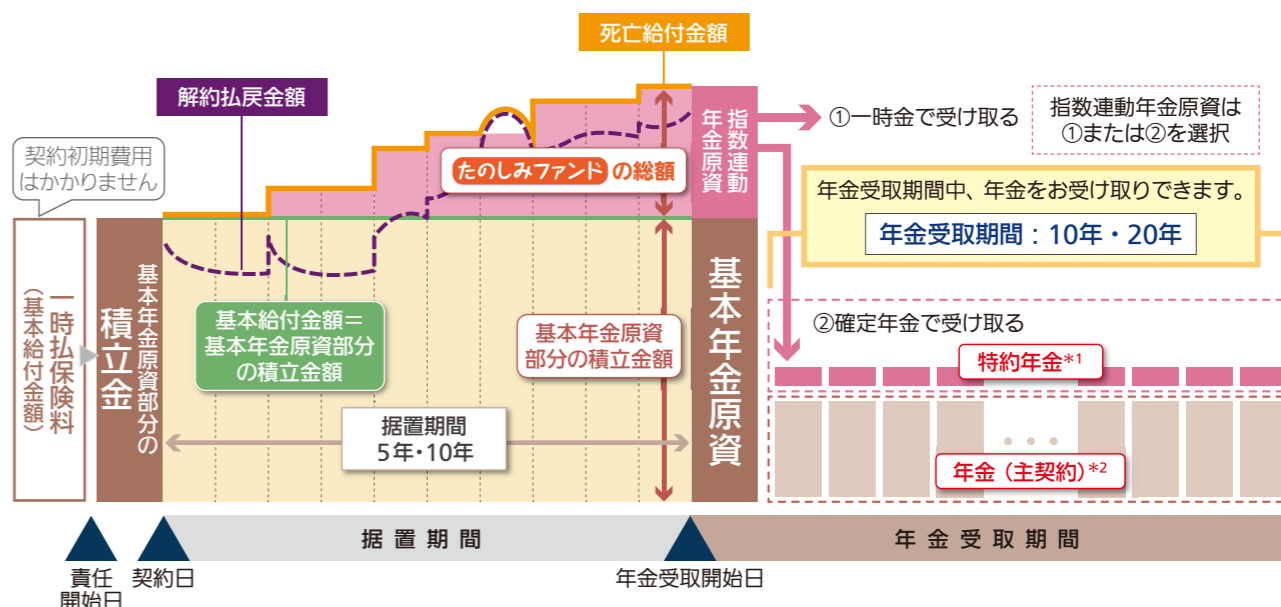 死亡給付金額
解約払戻金額
契約初期費用
はかかりません
一時払保険料
（基本給付金額）
基本年金原資部分の
積立金
たのしみファンド の総額
基本給付金額＝
基本年金原資部分
の積立金額
基本年金原資
部分の積立金額
据置期間
5年・10年
指数連動
年金原資
基本年金原資
①一時金で受け取る
指数連動年金原資は
①または②を選択
年金受取期間中、年金をお受け取りできます。
年金受取期間：10年・20年
②確定年金で受け取る
特約年金*1
年金（主契約）*2
据置期間
年金受取期間
責任
開始日
契約日
年金受取開始日